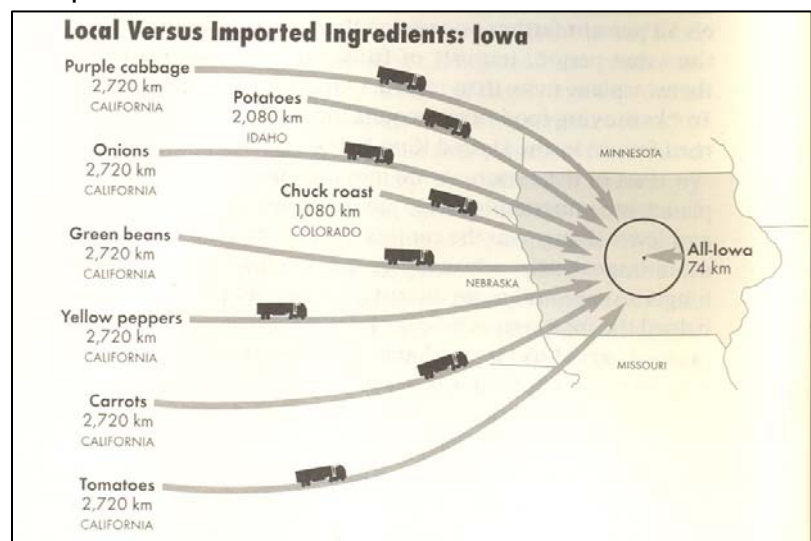 Local Versus Imported Ingredients: Iowa
Purple cabbage
2,720 km
CALIFORNIA
Potatoes
2,080 km
IDAHO
Onions
2,720 km
CALIFORNIA
Chuck roast
1,080 km
COLORADO
Green beans
2,720 km
CALIFORNIA
Yellow peppers
2,720 km
CALIFORNIA
Carrots
2,720 km
CALIFORNIA
Tomatoes
2,720 km
CALIFORNIA
MINNESOTA
All-Iowa
74 km
NEBRASKA
MISSOURI